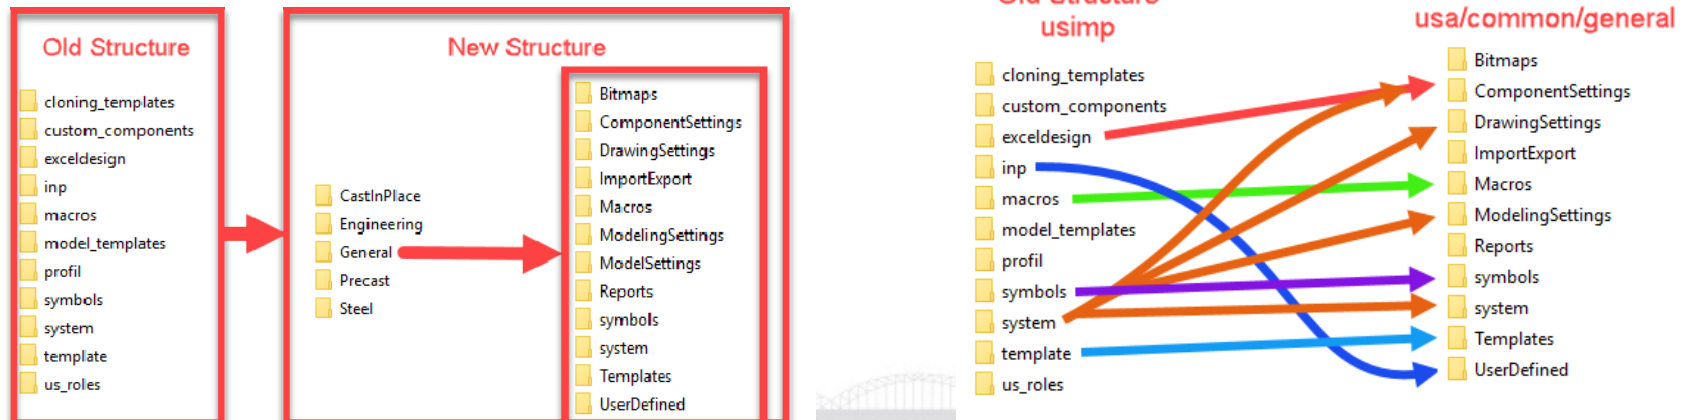 Old Structure
cloning_templates
custom_components
exceldesign
inp
macros
model_templates
profil
symbols
system
template
us_roles
New Structure
CastInPlace
Engineering
General
Precast
Steel
Bitmaps
ComponentSettings
DrawingSettings
ImportExport
Macros
ModelingSettings
ModelSettings
Reports
symbols
system
Templates
UserDefined
Old Structure
usimp
cloning_templates
custom_components
exceldesign
inp
macros
model_templates
profil
symbols
system
template
us_roles
usa/common/general
Bitmaps
ComponentSettings
DrawingSettings
ImportExport
Macros
ModelingSettings
Reports
symbols
system
Templates
UserDefined